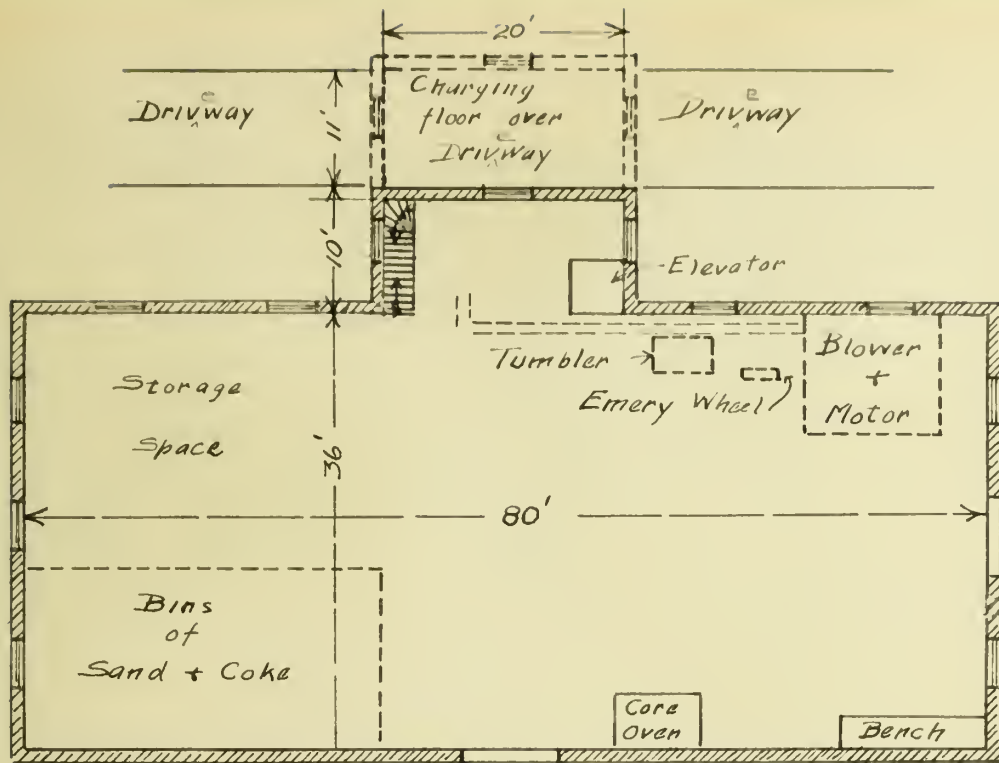 20'
Charging
floor over
Driveway
Driveway
Driveway
11'
10'
Elevator
Tumbler
Emery Wheel
Blower
+
Motor
Storage
Space
36'
80'
Bins
of
Sand + Coke
Core
Oven
Bench